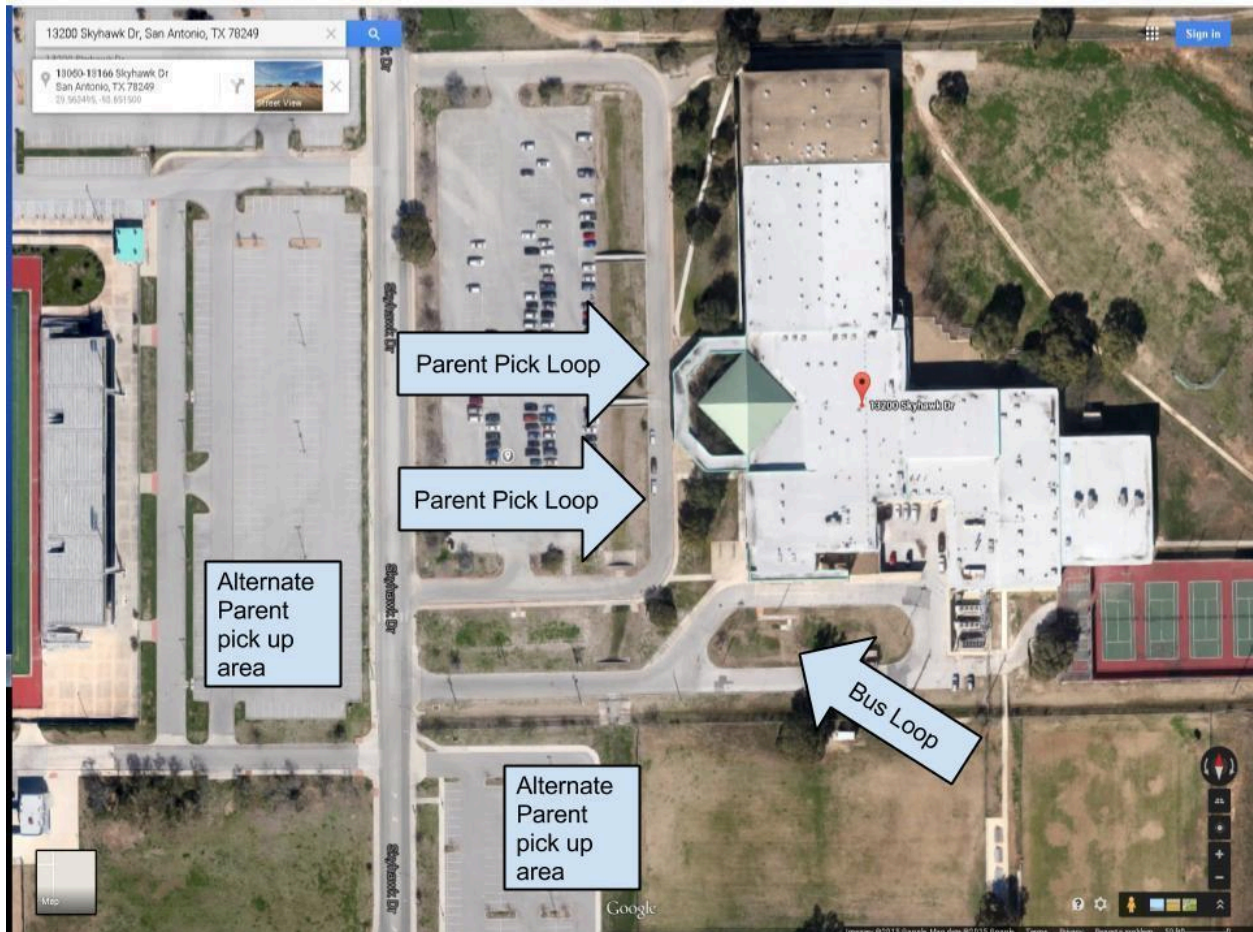 13200 Skyhawk Dr, San Antonio, TX 78249
Sign in
13060-13166 Skyhawk Dr
San Antonio, TX 78249
Street View
Skyhawk Dr
Skyhawk Dr
Parent Pick Loop
13200 Skyhawk Dr
Parent Pick Loop
Skyhawk Dr
Alternate
Parent
pick up
area
Bus Loop
Alternate
Parent
pick up
area
Skyhawk Dr
Map
Google